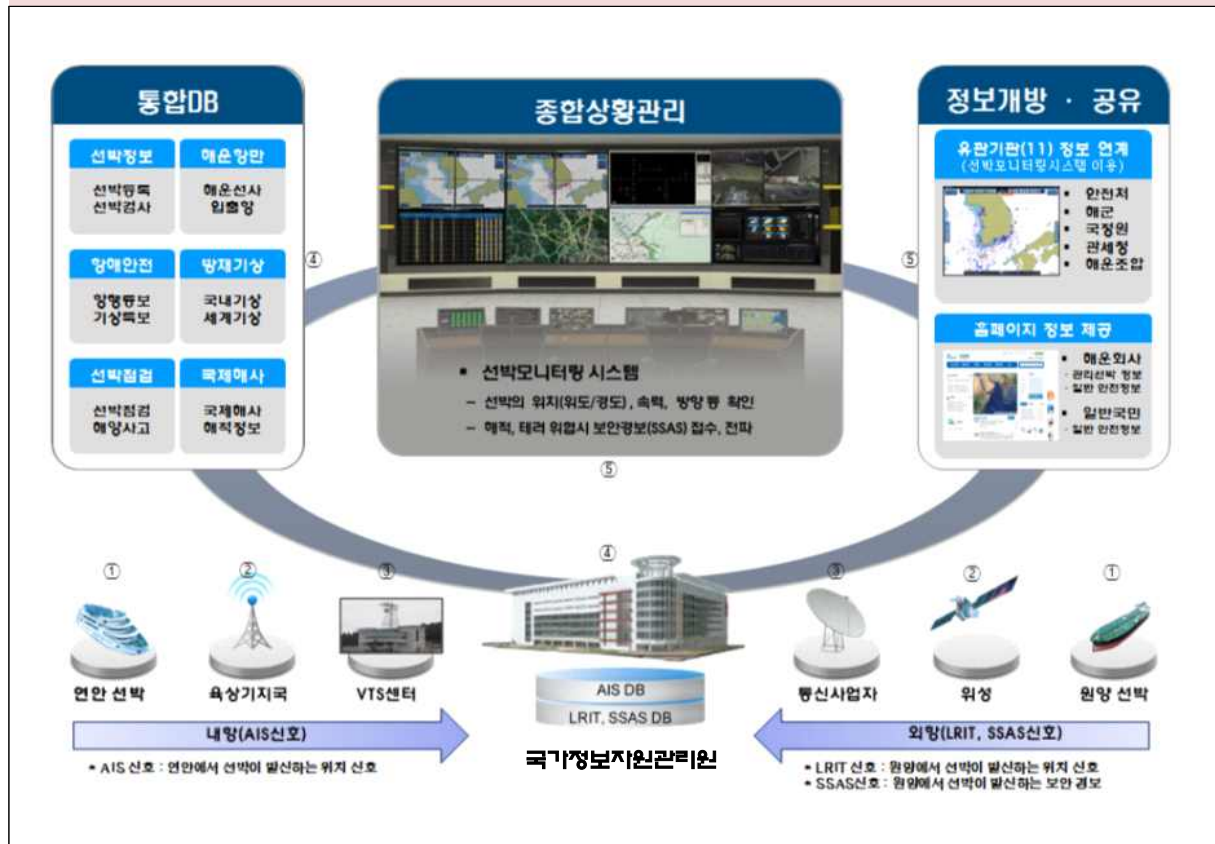 통합DB
선박정보
선박등록
선박검사
해운항만
해운선사
입출항
항해안전
항행통보
기상특보
방재기상
국내기상
세계기상
선박점검
선박점검
해양사고
국제해사
국제해사
해적정보
④
종합상황관리
▪ 선박모니터링 시스템
– 선박의 위치(위도/경도), 속력, 방향 등 확인
– 해적, 테러 위협시 보안경보(SSAS) 접수, 전파
⑤
⑤
정보개방 · 공유
유관기관(11) 정보 연계
(선박모니터링시스템 이용)
▪ 안전처
▪ 해군
▪ 국정원
▪ 관세청
▪ 해운조합
홈페이지 정보 제공
▪ 해운회사
- 관리선박 정보
- 일반 안전정보
▪ 일반국민
- 일반 안전정보
①
연안 선박
②
육상기지국
③
VTS센터
④
AIS DB
LRIT, SSAS DB
국가정보자원관리원
③
통신사업자
②
위성
①
원양 선박
내항(AIS신호)
* AIS 신호 : 연안에서 선박이 발신하는 위치 신호
외항(LRIT, SSAS신호)
* LRIT 신호 : 원양에서 선박이 발신하는 위치 신호
* SSAS신호 : 원양에서 선박이 발신하는 보안 경보